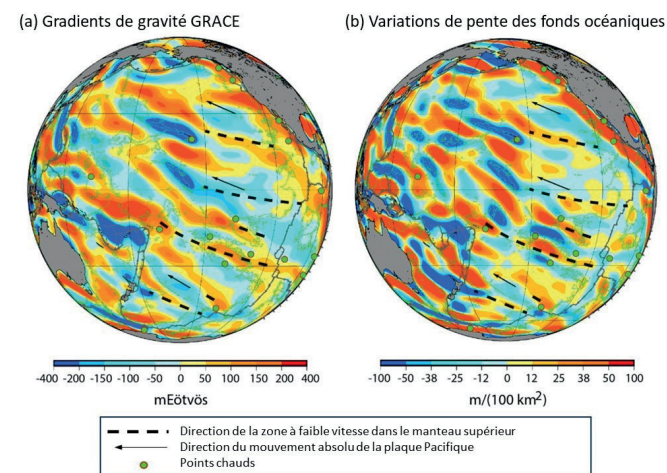 (a) Gradients de gravité GRACE
(b) Variations de pente des fonds océaniques
-400 -200 -150 -100 -50 0 50 100 150 200 400
mEötvös
-100 -50 -38 -25 -12 0 12 25 38 50 100
m/(100 km²)
Direction de la zone à faible vitesse dans le manteau supérieur
Direction du mouvement absolu de la plaque Pacifique
Points chauds